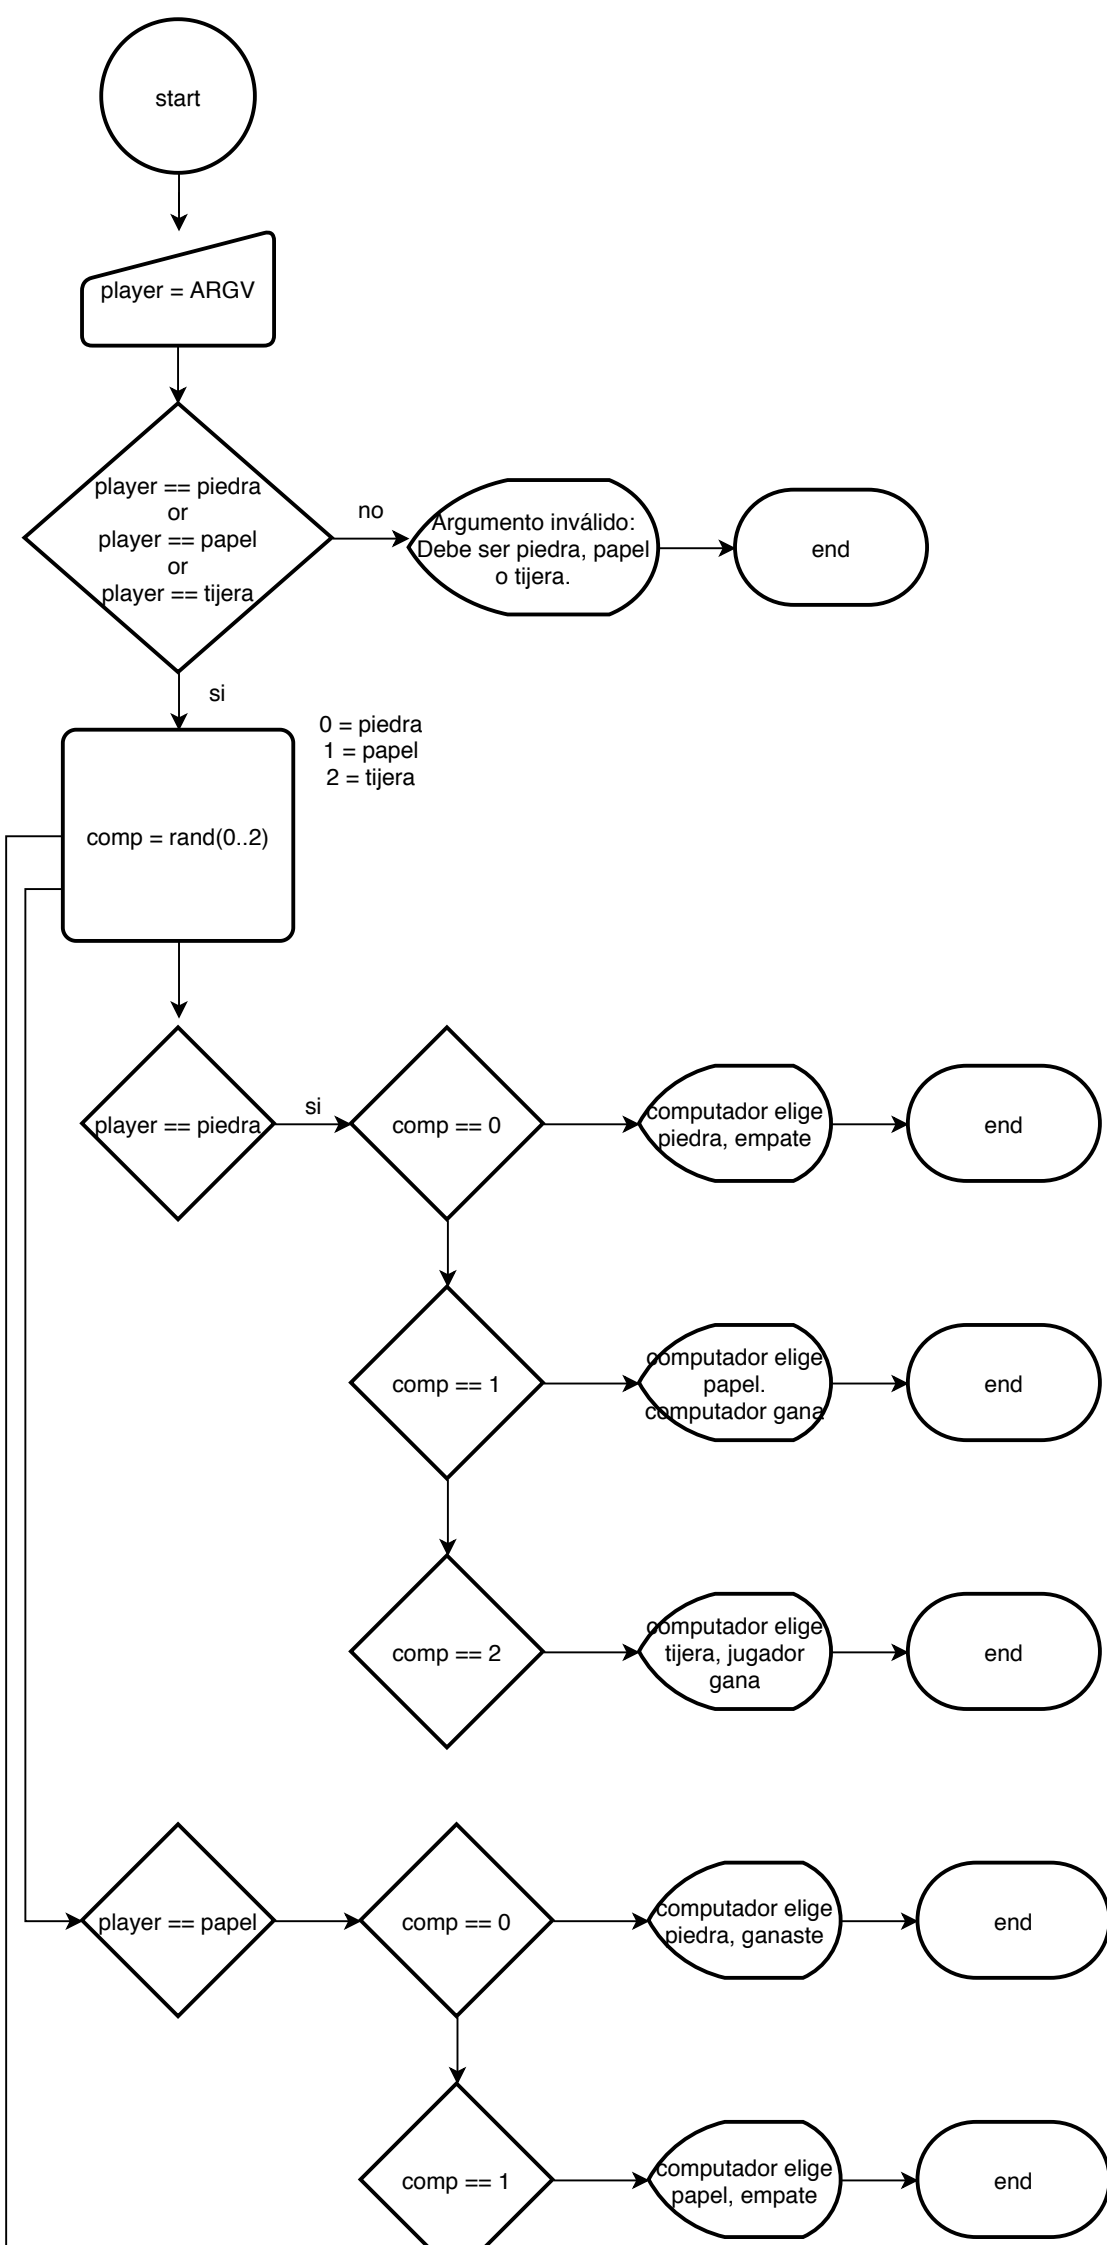 start
player = ARGV
player == piedra
or
player == papel
or
player == tijera
no
Argumento inválido:
Debe ser piedra, papel
o tijera.
end
si
0 = piedra
1 = papel
2 = tijera
comp = rand(0..2)
player == piedra
si
comp == 0
computador elige
piedra, empate
end
comp == 1
computador elige
papel.
computador gana
end
comp == 2
computador elige
tijera, jugador
gana
end
player == papel
comp == 0
computador elige
piedra, ganaste
end
comp == 1
computador elige
papel, empate
end